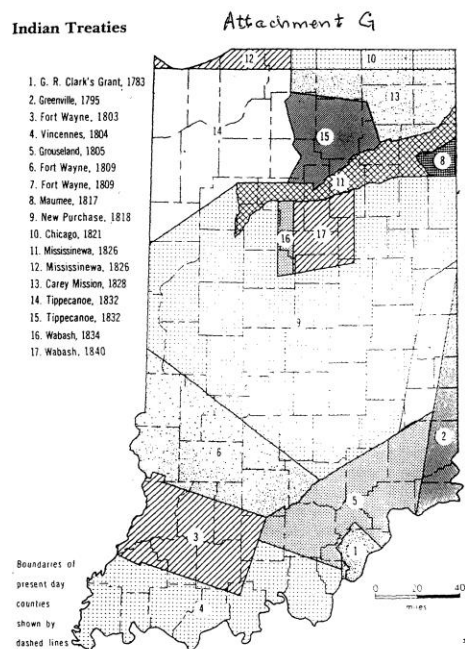 Indian Treaties
Attachment G
1. G. R. Clark's Grant, 1783
2. Greenville, 1795
3. Fort Wayne, 1803
4. Vincennes, 1804
5. Grouseland, 1805
6. Fort Wayne, 1809
7. Fort Wayne, 1809
8. Maumee, 1817
9. New Purchase, 1818
10. Chicago, 1821
11. Mississinewa, 1826
12. Mississinewa, 1826
13. Carey Mission, 1828
14. Tippecanoe, 1832
15. Tippecanoe, 1832
16. Wabash, 1834
17. Wabash, 1840
12
10
13
14
15
8
11
16
17
9
2
6
5
3
1
4
Boundaries of
present day
counties
shown by
dashed lines
0 20 40
miles